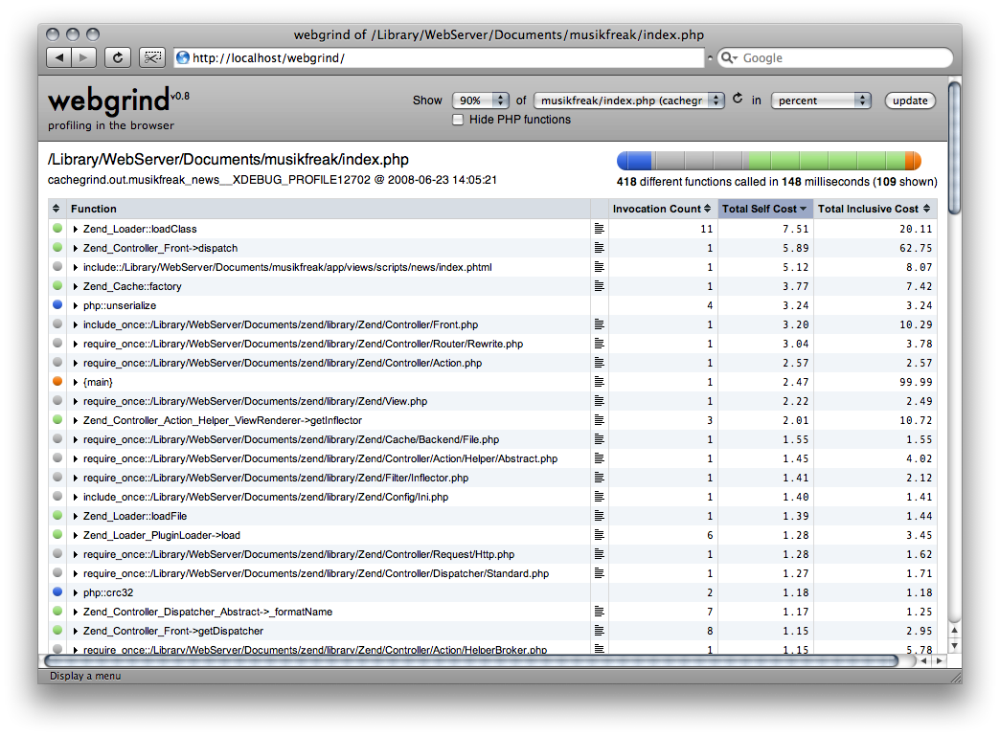 webgrind of /Library/WebServer/Documents/musikfreak/index.php
http://localhost/webgrind/
Google
webgrind v0.8
profiling in the browser
Show 90% of musikfreak/index.php (cachegr in percent update
Hide PHP functions
/Library/WebServer/Documents/musikfreak/index.php
cachegrind.out.musikfreak_news__XDEBUG_PROFILE12702 @ 2008-06-23 14:05:21
418 different functions called in 148 milliseconds (109 shown)
Function Invocation Count Total Self Cost Total Inclusive Cost
Zend_Loader::loadClass 11 7.51 20.11
Zend_Controller_Front->dispatch 1 5.89 62.75
include::/Library/WebServer/Documents/musikfreak/app/views/scripts/news/index.phtml 1 5.12 8.07
Zend_Cache::factory 1 3.77 7.42
php::unserialize 4 3.24 3.24
include_once::/Library/WebServer/Documents/zend/library/Zend/Controller/Front.php 1 3.20 10.29
require_once::/Library/WebServer/Documents/zend/library/Zend/Controller/Router/Rewrite.php 1 3.04 3.78
require_once::/Library/WebServer/Documents/zend/library/Zend/Controller/Action.php 1 2.57 2.57
{main} 1 2.47 99.99
require_once::/Library/WebServer/Documents/zend/library/Zend/View.php 1 2.22 2.49
Zend_Controller_Action_Helper_ViewRenderer->getInflector 3 2.01 10.72
require_once::/Library/WebServer/Documents/zend/library/Zend/Cache/Backend/File.php 1 1.55 1.55
require_once::/Library/WebServer/Documents/zend/library/Zend/Controller/Action/Helper/Abstract.php 1 1.45 4.02
require_once::/Library/WebServer/Documents/zend/library/Zend/Filter/Inflector.php 1 1.41 2.12
include_once::/Library/WebServer/Documents/zend/library/Zend/Config/Ini.php 1 1.40 1.41
Zend_Loader::loadFile 1 1.39 1.44
Zend_Loader_PluginLoader->load 6 1.28 3.45
require_once::/Library/WebServer/Documents/zend/library/Zend/Controller/Request/Http.php 1 1.28 1.62
require_once::/Library/WebServer/Documents/zend/library/Zend/Controller/Dispatcher/Standard.php 1 1.27 1.71
php::crc32 2 1.18 1.18
Zend_Controller_Dispatcher_Abstract->_formatName 7 1.17 1.25
Zend_Controller_Front->getDispatcher 8 1.15 2.95
require_once::/Library/WebServer/Documents/zend/library/Zend/Controller/Action/HelperBroker.php 1 1.15 5.78
Display a menu